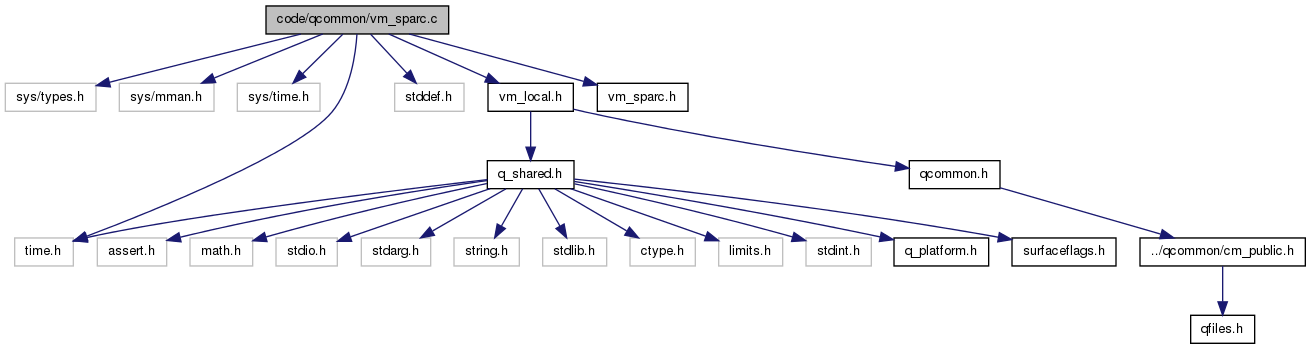 code/qcommon/vm_sparc.c
sys/types.h
sys/mman.h
sys/time.h
stddef.h
vm_local.h
vm_sparc.h
q_shared.h
qcommon.h
time.h
assert.h
math.h
stdio.h
stdarg.h
string.h
stdlib.h
ctype.h
limits.h
stdint.h
q_platform.h
surfaceflags.h
../qcommon/cm_public.h
qfiles.h